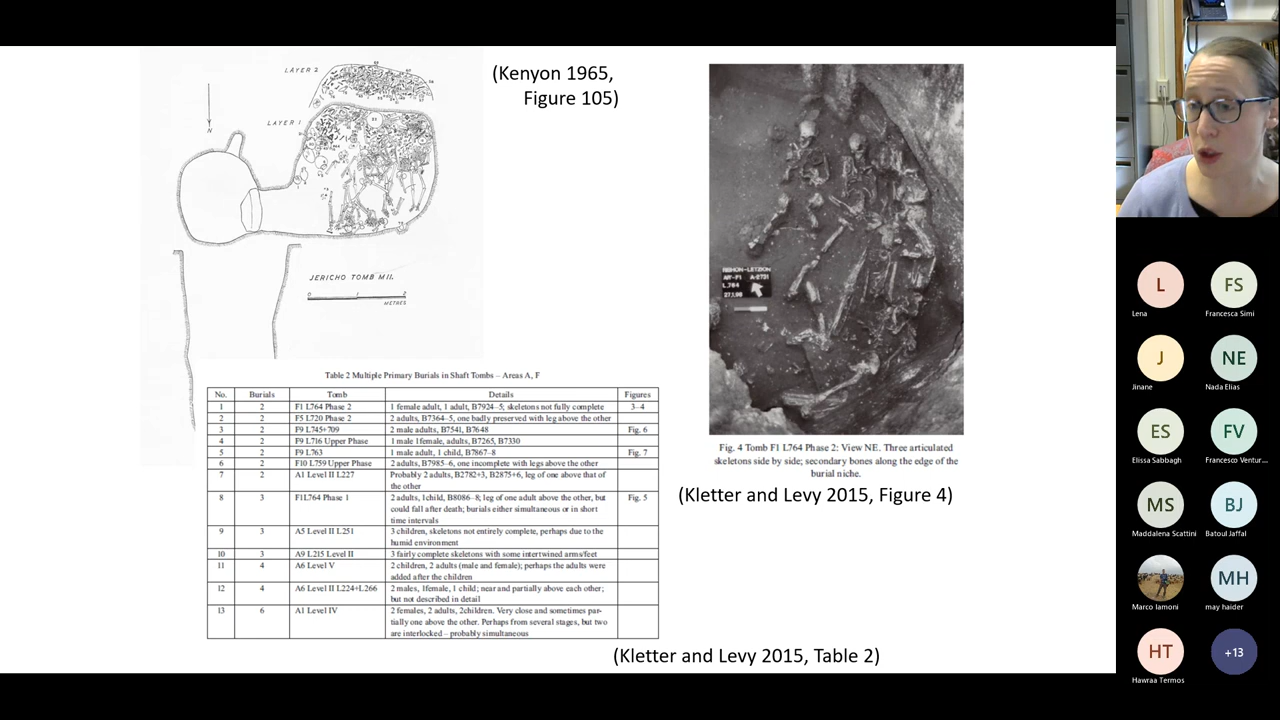 LAYER 2
(Kenyon 1965,
Figure 105)
LAYER 1
N
JERICHO TOMB MII.
0 1 2
METRES
RISHON-LETZION
ART-F1 A-2731
L.764
27.1.96
Table 2 Multiple Primary Burials in Shaft Tombs – Areas A, F
No. Burials Tomb Details Figures
1 2 F1 L764 Phase 2 1 female adult, 1 adult, B7924–5; skeletons not fully complete 3–4
2 2 F5 L720 Phase 2 2 adults, B7364–5, one badly preserved with leg above the other
3 2 F9 L745+709 2 male adults, B7541, B7648 Fig. 6
4 2 F9 L716 Upper Phase 1 male 1female, adults, B7265, B7330
5 2 F9 L763 1 male adult, 1 child, B7867–8 Fig. 7
6 2 F10 L759 Upper Phase 2 adults, B7985–6, one incomplete with legs above the other
7 2 A1 Level II L227 Probably 2 adults, B2782+3, B2875+6, leg of one above that of
the other
8 3 F1L764 Phase 1 2 adults, 1child, B8086–8; leg of one adult above the other, but Fig. 5
could fall after death; burials either simultaneous or in short
time intervals
9 3 A5 Level II L251 3 children, skeletons not entirely complete, perhaps due to the
humid environment
10 3 A9 L215 Level II 3 fairly complete skeletons with some intertwined arms/feet
11 4 A6 Level V 2 children, 2 adults (male and female); perhaps the adults were
added after the children
12 4 A6 Level II L224+L266 2 males, 1female, 1 child; near and partially above each other;
but not described in detail
13 6 A1 Level IV 2 females, 2 adults, 2children. Very close and sometimes par-
tially one above the other. Perhaps from several stages, but two
are interlocked – probably simultaneous
Fig. 4 Tomb F1 L764 Phase 2: View NE. Three articulated
skeletons side by side; secondary bones along the edge of the
burial niche.
(Kletter and Levy 2015, Figure 4)
(Kletter and Levy 2015, Table 2)
L FS
Lena Francesca Simi
J NE
Jinane Nada Elias
ES FV
Elissa Sabbagh Francesco Ventur...
MS BJ
Maddalena Scattini Batoul Jaffal
MH
Marco Iamoni may haider
HT +13
Hawraa Termos